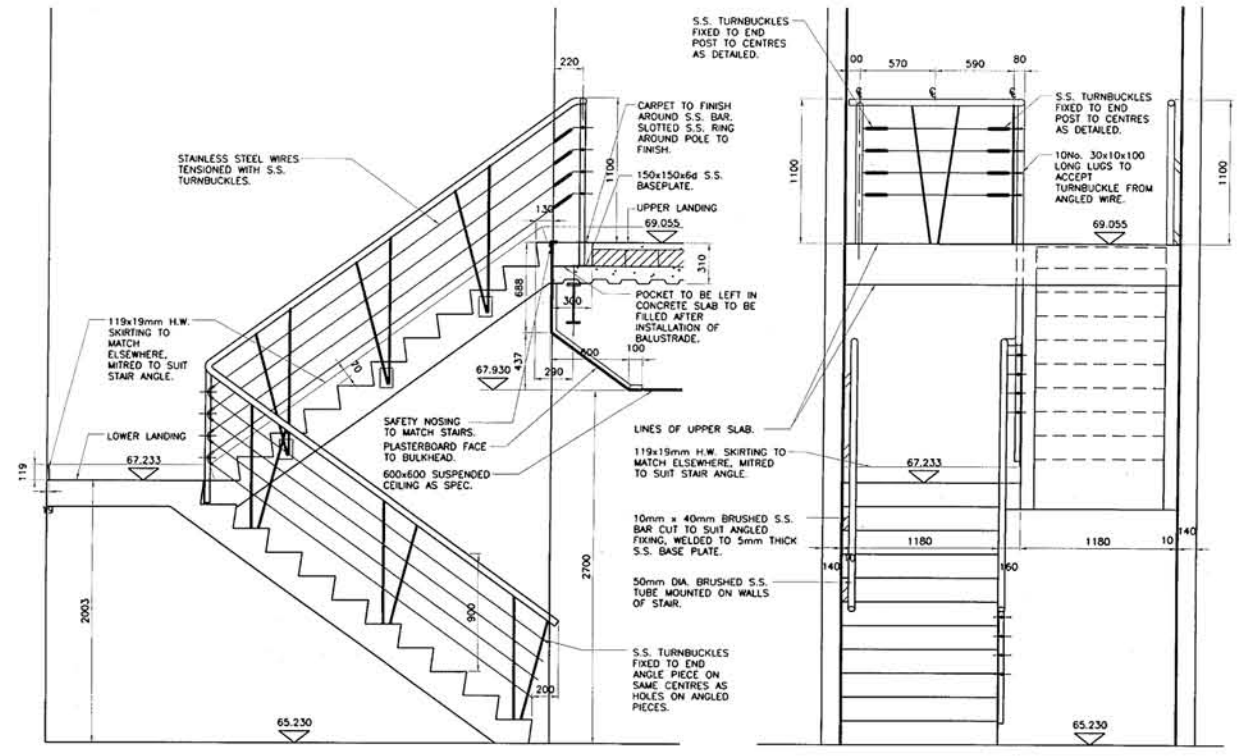 S.S. TURNBUCKLES
FIXED TO END
POST TO CENTRES
AS DETAILED.
220
00
570
590
80
CARPET TO FINISH
AROUND S.S. BAR.
SLOTTED S.S. RING
AROUND POLE TO
FINISH.
S.S. TURNBUCKLES
FIXED TO END
POST TO CENTRES
AS DETAILED.
STAINLESS STEEL WIRES
TENSIONED WITH S.S.
TURNBUCKLES.
1100
150x150x6d S.S.
BASEPLATE.
1100
10No. 30x10x100
LONG LUGS TO
ACCEPT
TURNBUCKLE FROM
ANGLED WIRE.
1100
130
UPPER LANDING
69.055
69.055
310
688
300
POCKET TO BE LEFT IN
CONCRETE SLAB TO BE
FILLED AFTER
INSTALLATION OF
BALUSTRADE.
119x19mm H.W.
SKIRTING TO
MATCH
ELSEWHERE,
MITRED TO SUIT
STAIR ANGLE.
70
437
600
100
67.930
290
SAFETY NOSING
TO MATCH STAIRS.
PLASTERBOARD FACE
TO BULKHEAD.
600x600 SUSPENDED
CEILING AS SPEC.
LINES OF UPPER SLAB.
LOWER LANDING
119x19mm H.W. SKIRTING TO
MATCH ELSEWHERE, MITRED
TO SUIT STAIR ANGLE.
119
67.233
67.233
19
10mm x 40mm BRUSHED S.S.
BAR CUT TO SUIT ANGLED
FIXING, WELDED TO 5mm THICK
S.S. BASE PLATE.
1180
1180
10
140
140
160
50mm DIA. BRUSHED S.S.
TUBE MOUNTED ON WALLS
OF STAIR.
2003
900
2700
S.S. TURNBUCKLES
FIXED TO END
ANGLE PIECE ON
SAME CENTRES AS
HOLES ON ANGLED
PIECES.
200
65.230
65.230